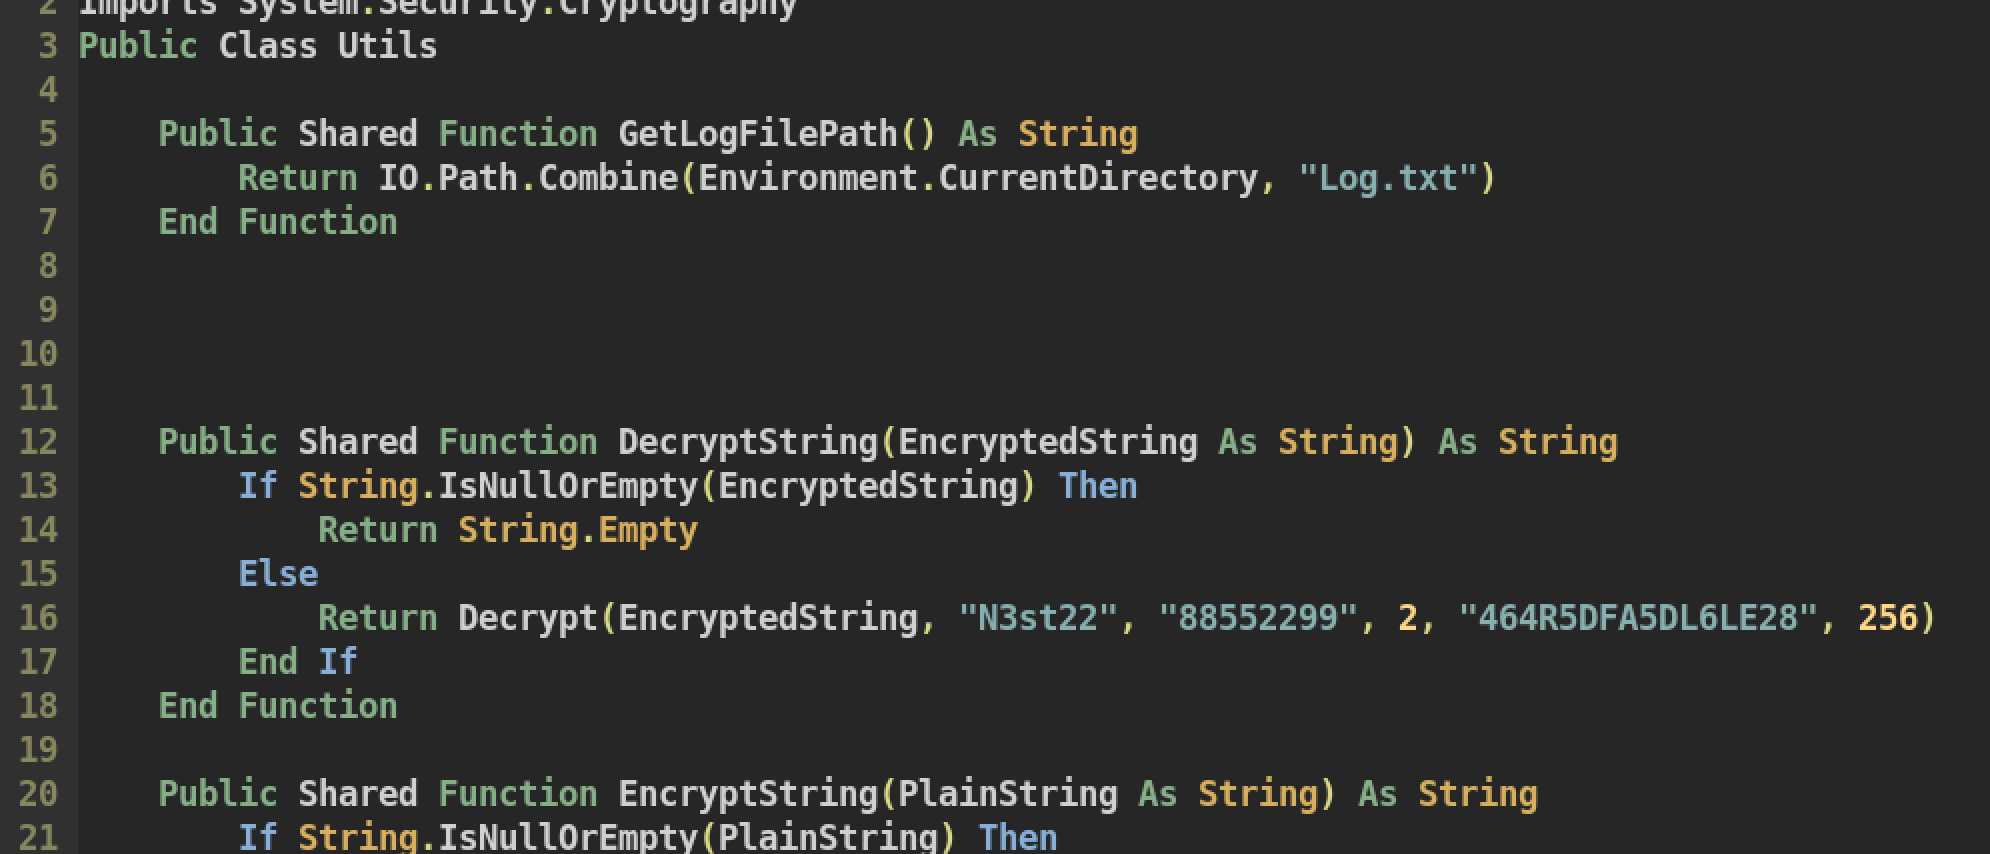 2 Imports System.Security.Cryptography
3 Public Class Utils
4
5     Public Shared Function GetLogFilePath() As String
6         Return IO.Path.Combine(Environment.CurrentDirectory, "Log.txt")
7     End Function
8
9
10
11
12     Public Shared Function DecryptString(EncryptedString As String) As String
13         If String.IsNullOrEmpty(EncryptedString) Then
14             Return String.Empty
15         Else
16             Return Decrypt(EncryptedString, "N3st22", "88552299", 2, "464R5DFA5DL6LE28", 256)
17         End If
18     End Function
19
20     Public Shared Function EncryptString(PlainString As String) As String
21         If String.IsNullOrEmpty(PlainString) Then